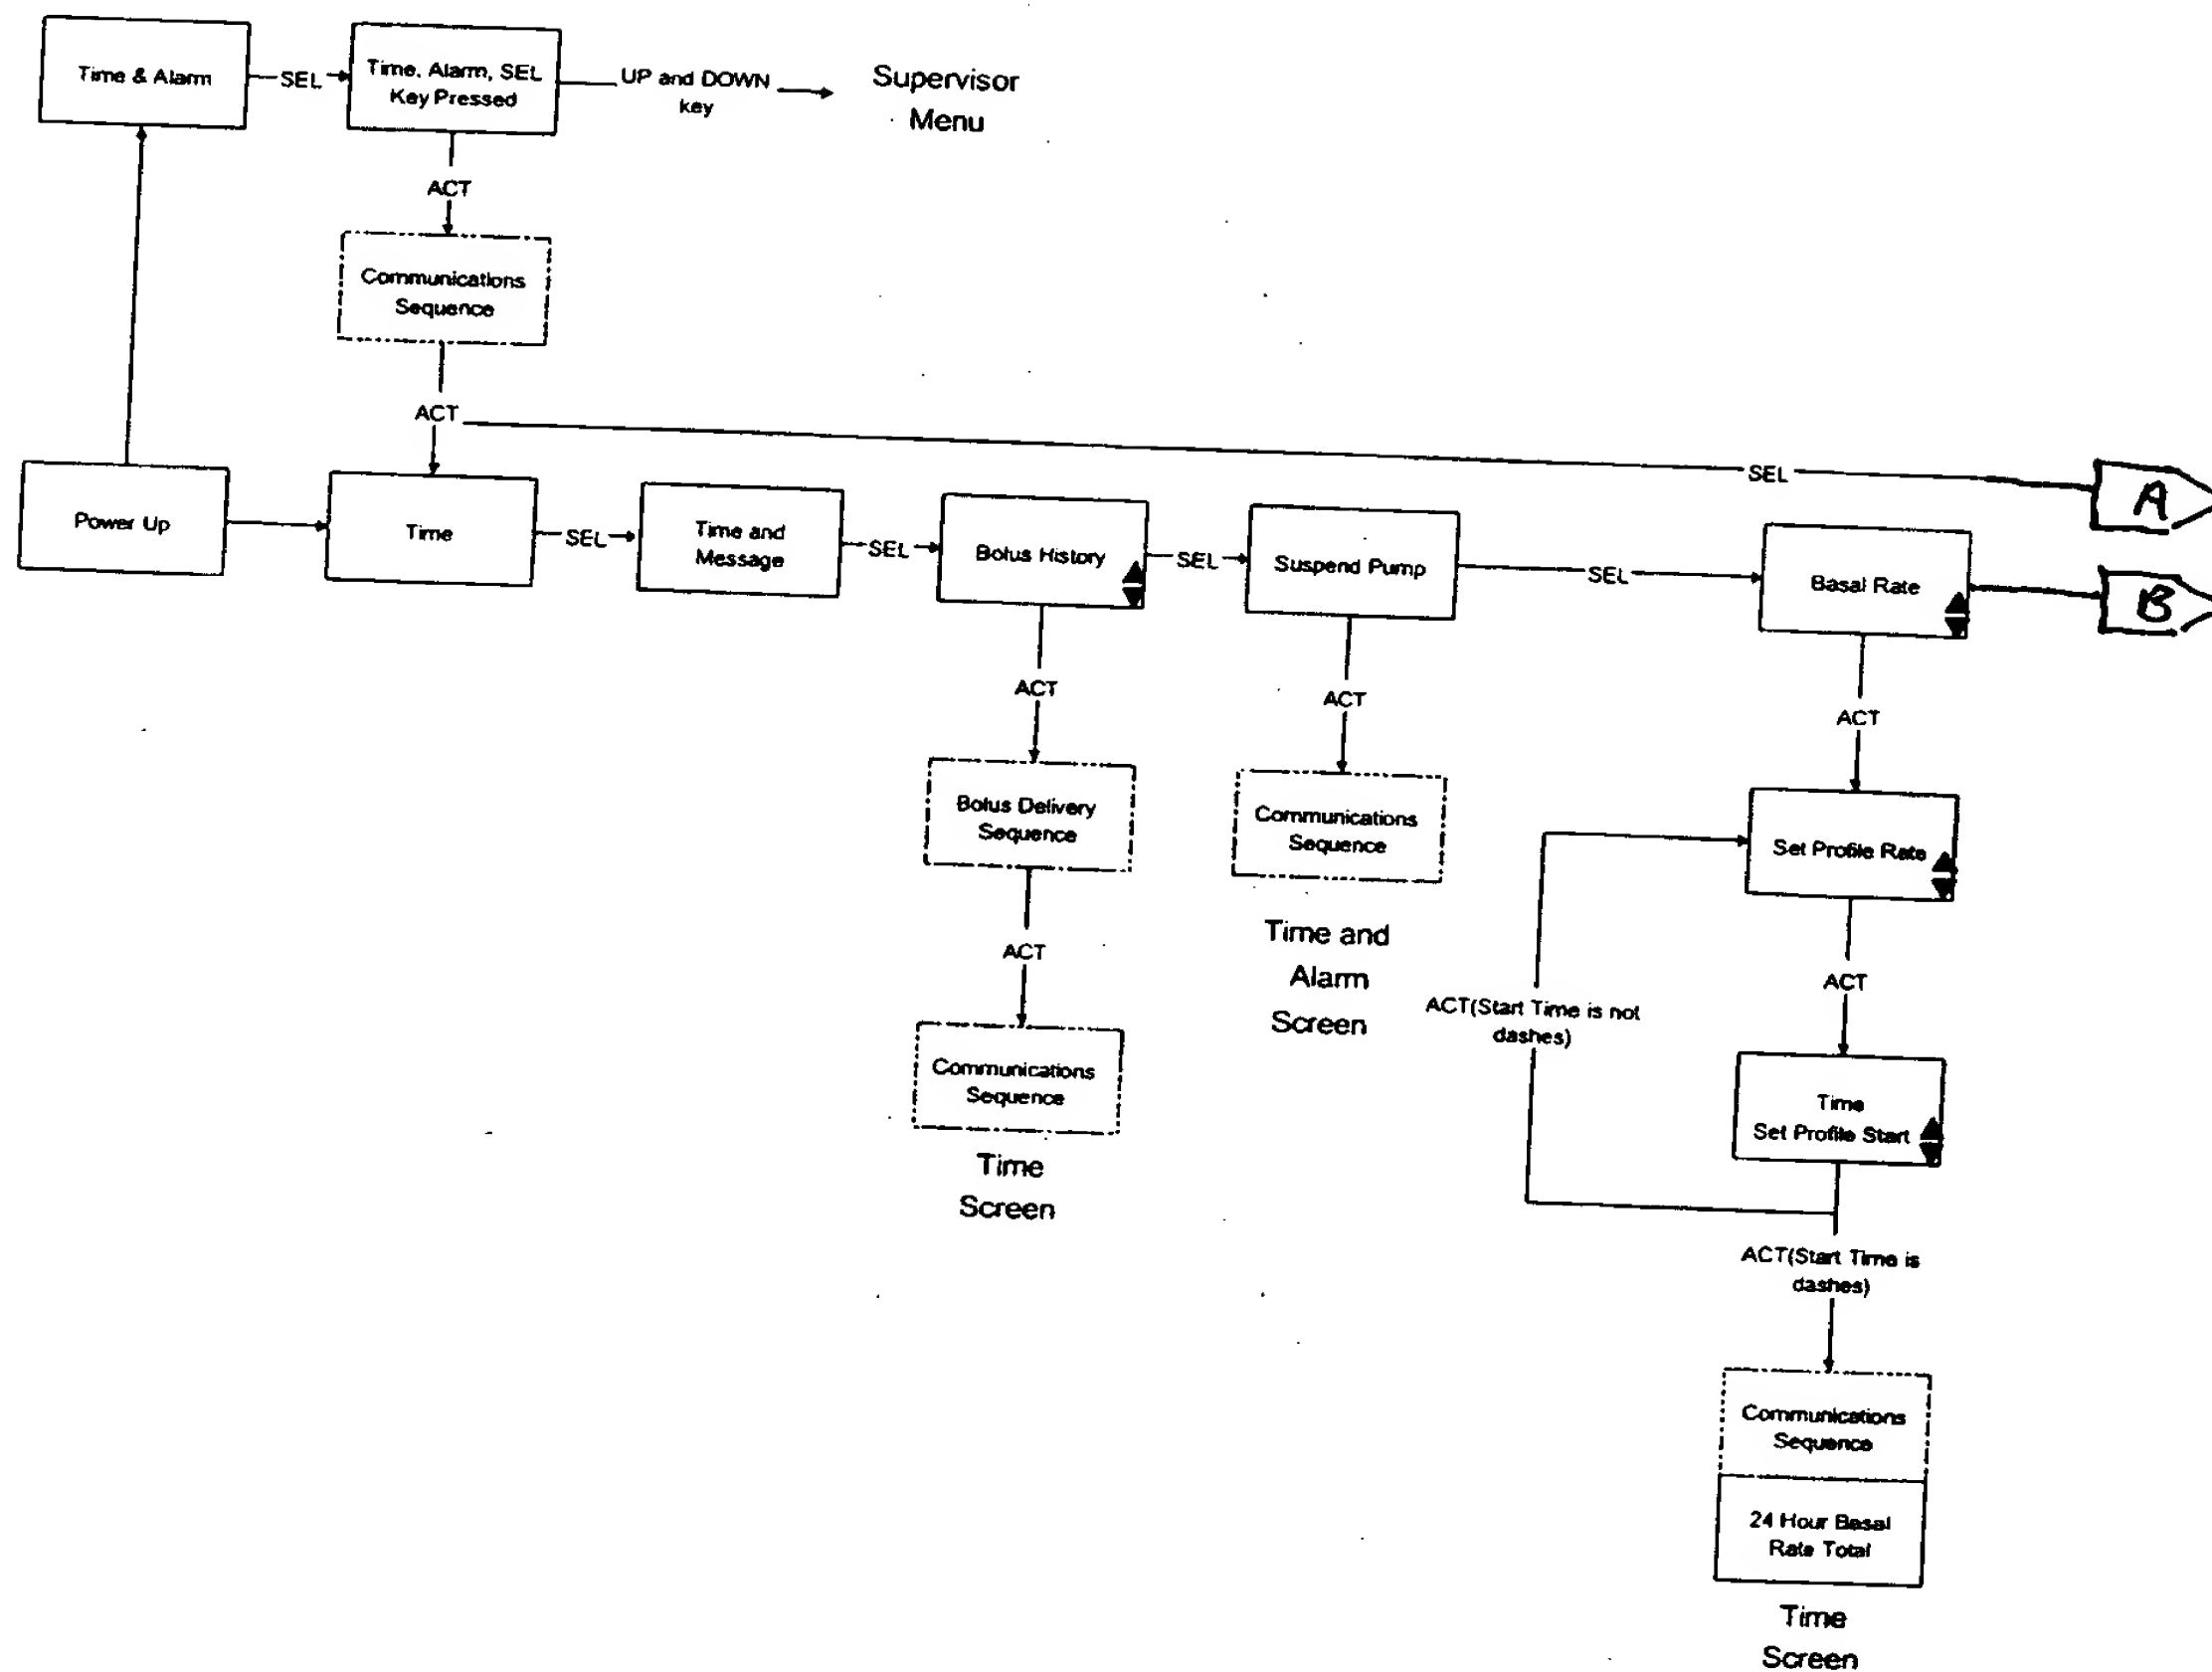 Time & Alarm
SEL
Time, Alarm, SEL
Key Pressed
UP and DOWN
key
Supervisor
Menu
ACT
Communications
Sequence
ACT
SEL
A
Power Up
Time
SEL
Time and
Message
SEL
Bolus History
SEL
Suspend Pump
SEL
Basal Rate
B
ACT
Bolus Delivery
Sequence
ACT
Communications
Sequence
Time
Screen
ACT
Communications
Sequence
Time and
Alarm
Screen
ACT
Set Profile Rate
ACT
ACT(Start Time is not
dashes)
Time
Set Profile Start
ACT(Start Time is
dashes)
Communications
Sequence
24 Hour Basal
Rate Total
Time
Screen